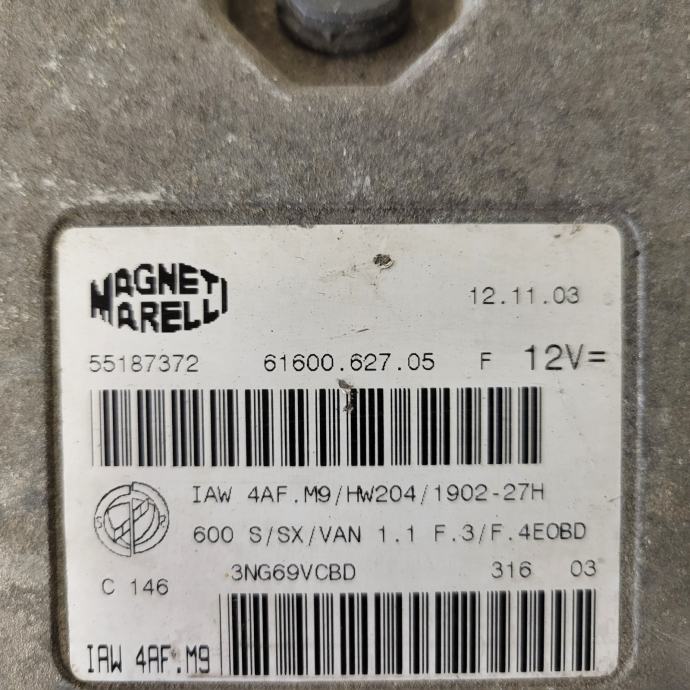 MAGNETI
MARELLI
12.11.03
55187372 61600.627.05 F 12V=
IAW 4AF.M9/HW204/1902-27H
600 S/SX/VAN 1.1 F.3/F.4EOBD
3NG69VCBD 316 03
C 146
IAW 4AF.M9